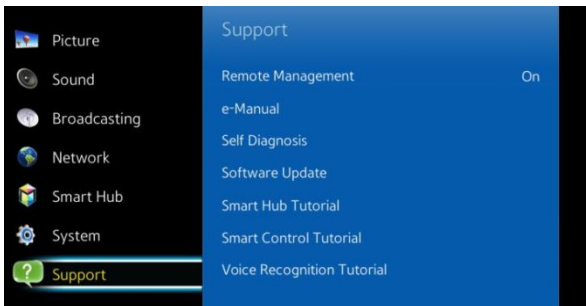 Picture
Sound
Broadcasting
Network
Smart Hub
System
Support
Support
Remote Management On
e-Manual
Self Diagnosis
Software Update
Smart Hub Tutorial
Smart Control Tutorial
Voice Recognition Tutorial